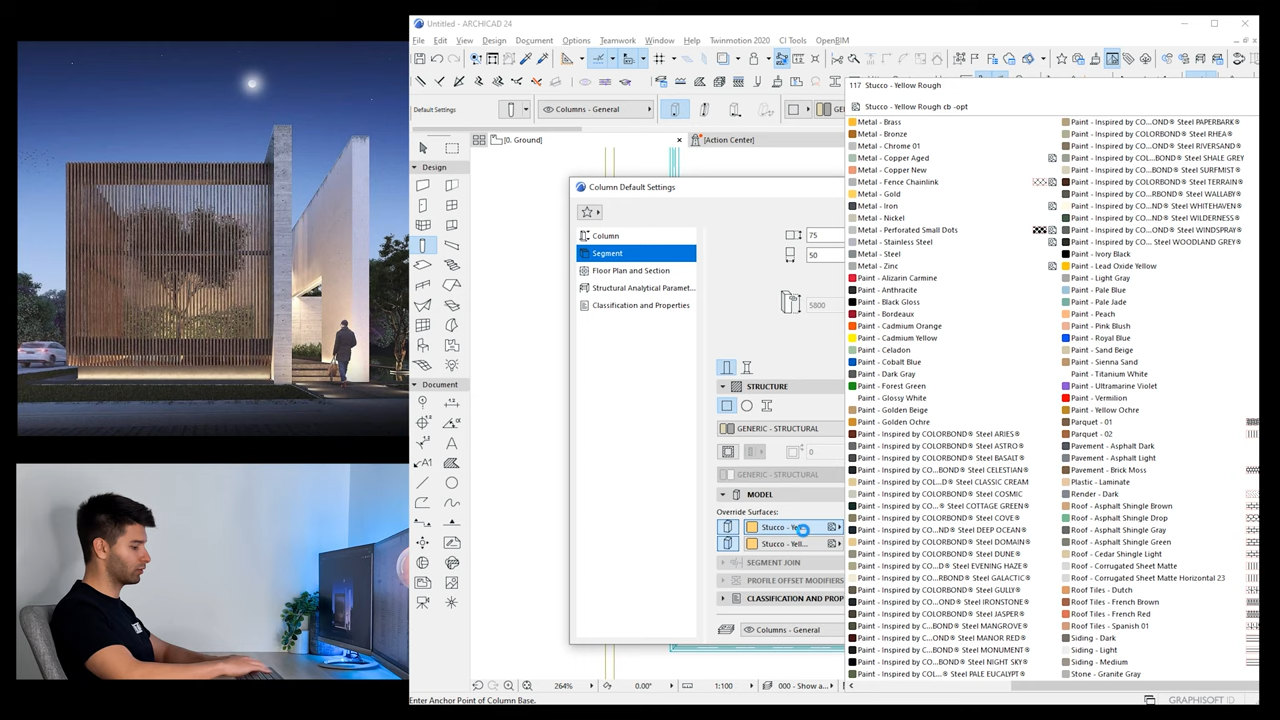 Untitled - ARCHICAD 24
File Edit View Design Document Options Teamwork Window Help Twinmotion 2020 CI Tools OpenBIM
Default Settings
Columns - General
GE
[0. Ground]
[Action Center]
Design
Document
A1
Column Default Settings
Column
Segment
Floor Plan and Section
Structural Analytical Paramet...
Classification and Properties
75
50
5800
STRUCTURE
GENERIC - STRUCTURAL
0
GENERIC - STRUCTURAL
MODEL
Override Surfaces:
Stucco - Ye
Stucco - Yell...
SEGMENT JOIN
PROFILE OFFSET MODIFIERS
CLASSIFICATION AND PROP
Columns - General
117 Stucco - Yellow Rough
Stucco - Yellow Rough cb -opt
Metal - Brass
Metal - Bronze
Metal - Chrome 01
Metal - Copper Aged
Metal - Copper New
Metal - Fence Chainlink
Metal - Gold
Metal - Iron
Metal - Nickel
Metal - Perforated Small Dots
Metal - Stainless Steel
Metal - Steel
Metal - Zinc
Paint - Alizarin Carmine
Paint - Anthracite
Paint - Black Gloss
Paint - Bordeaux
Paint - Cadmium Orange
Paint - Cadmium Yellow
Paint - Celadon
Paint - Cobalt Blue
Paint - Dark Gray
Paint - Forest Green
Paint - Glossy White
Paint - Golden Beige
Paint - Golden Ochre
Paint - Inspired by COLORBOND® Steel ARIES®
Paint - Inspired by COLORBOND® Steel ASTRO®
Paint - Inspired by COLORBOND® Steel BASALT®
Paint - Inspired by CO...BOND® Steel CELESTIAN®
Paint - Inspired by CO...D® Steel CLASSIC CREAM
Paint - Inspired by COLORBOND® Steel COSMIC
Paint - Inspired by CO...D® Steel COTTAGE GREEN
Paint - Inspired by COLORBOND® Steel COVE®
Paint - Inspired by CO...ND® Steel DEEP OCEAN®
Paint - Inspired by COLORBOND® Steel DOMAIN®
Paint - Inspired by COLORBOND® Steel DUNE®
Paint - Inspired by CO...D® Steel EVENING HAZE®
Paint - Inspired by CO...RBOND® Steel GALACTIC®
Paint - Inspired by COLORBOND® Steel GULLY®
Paint - Inspired by CO...OND® Steel IRONSTONE®
Paint - Inspired by COLORBOND® Steel JASPER®
Paint - Inspired by C...BOND® Steel MANGROVE®
Paint - Inspired by C...OND® Steel MANOR RED®
Paint - Inspired by C...BOND® Steel MONUMENT®
Paint - Inspired by CO...BOND® Steel NIGHT SKY®
Paint - Inspired by CO...D® Steel PALE EUCALYPT®
Paint - Inspired by CO...OND® Steel PAPERBARK®
Paint - Inspired by COLORBOND® Steel RHEA®
Paint - Inspired by CO...OND® Steel RIVERSAND®
Paint - Inspired by CO...BOND® Steel SHALE GREY
Paint - Inspired by CO...BOND® Steel SURFMIST®
Paint - Inspired by COLORBOND® Steel TERRAIN®
Paint - Inspired by CO...RBOND® Steel WALLABY®
Paint - Inspired by CO...ND® Steel WHITEHAVEN®
Paint - Inspired by CO...ND® Steel WILDERNESS®
Paint - Inspired by CO...OND® Steel WINDSPRAY®
Paint - Inspired by C... Steel WOODLAND GREY®
Paint - Ivory Black
Paint - Lead Oxide Yellow
Paint - Light Gray
Paint - Pale Blue
Paint - Pale Jade
Paint - Peach
Paint - Pink Blush
Paint - Royal Blue
Paint - Sand Beige
Paint - Sienna Sand
Paint - Titanium White
Paint - Ultramarine Violet
Paint - Vermilion
Paint - Yellow Ochre
Parquet - 01
Parquet - 02
Pavement - Asphalt Dark
Pavement - Asphalt Light
Pavement - Brick Moss
Plastic - Laminate
Render - Dark
Roof - Asphalt Shingle Brown
Roof - Asphalt Shingle Drop
Roof - Asphalt Shingle Gray
Roof - Asphalt Shingle Green
Roof - Cedar Shingle Light
Roof - Corrugated Sheet Matte
Roof - Corrugated Sheet Matte Horizontal 23
Roof Tiles - Dutch
Roof Tiles - French Brown
Roof Tiles - French Red
Roof Tiles - Spanish 01
Siding - Dark
Siding - Light
Siding - Medium
Stone - Granite Gray
264% 0.00° 1:100 000 - Show a...
Enter Anchor Point of Column Base.
GRAPHISOFT ID